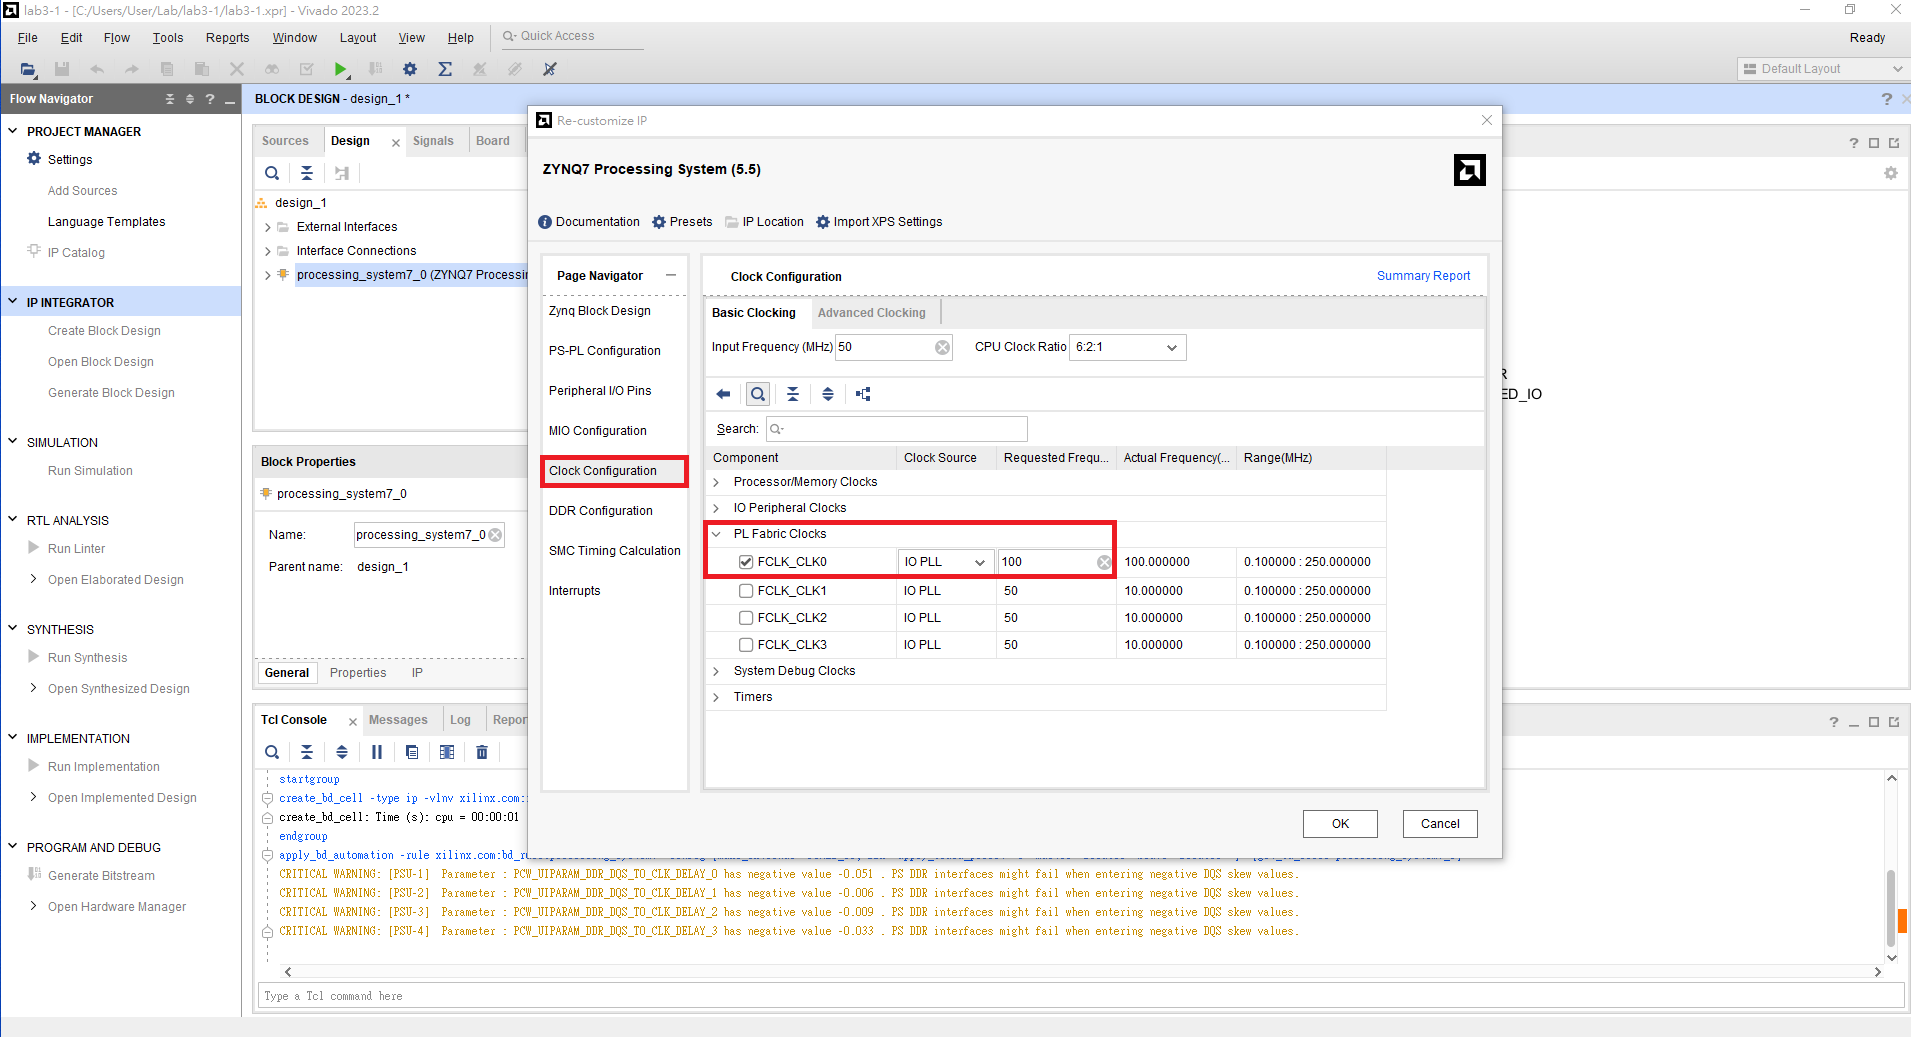 lab3-1 - [C:/Users/User/Lab/lab3-1/lab3-1.xpr] - Vivado 2023.2
File Edit Flow Tools Reports Window Layout View Help Quick Access
Ready
Default Layout
Flow Navigator
PROJECT MANAGER
Settings
Add Sources
Language Templates
IP Catalog
IP INTEGRATOR
Create Block Design
Open Block Design
Generate Block Design
SIMULATION
Run Simulation
RTL ANALYSIS
Run Linter
Open Elaborated Design
SYNTHESIS
Run Synthesis
Open Synthesized Design
IMPLEMENTATION
Run Implementation
Open Implemented Design
PROGRAM AND DEBUG
Generate Bitstream
Open Hardware Manager
BLOCK DESIGN - design_1 *
Sources Design Signals Board
design_1
External Interfaces
Interface Connections
processing_system7_0 (ZYNQ7 Processin
Block Properties
processing_system7_0
Name: processing_system7_0
Parent name: design_1
General Properties IP
Re-customize IP
ZYNQ7 Processing System (5.5)
Documentation Presets IP Location Import XPS Settings
Page Navigator
Zynq Block Design
PS-PL Configuration
Peripheral I/O Pins
MIO Configuration
Clock Configuration
DDR Configuration
SMC Timing Calculation
Interrupts
Clock Configuration Summary Report
Basic Clocking Advanced Clocking
Input Frequency (MHz) 50 CPU Clock Ratio 6:2:1
Search:
Component Clock Source Requested Frequ... Actual Frequency(... Range(MHz)
Processor/Memory Clocks
IO Peripheral Clocks
PL Fabric Clocks
FCLK_CLK0 IO PLL 100 100.000000 0.100000 : 250.000000
FCLK_CLK1 IO PLL 50 10.000000 0.100000 : 250.000000
FCLK_CLK2 IO PLL 50 10.000000 0.100000 : 250.000000
FCLK_CLK3 IO PLL 50 10.000000 0.100000 : 250.000000
System Debug Clocks
Timers
OK Cancel
R
ED_IO
Tcl Console Messages Log Repor
startgroup
create_bd_cell -type ip -vlnv xilinx.com:
create_bd_cell: Time (s): cpu = 00:00:01
endgroup
apply_bd_automation -rule xilinx.com:bd_
CRITICAL WARNING: [PSU-1] Parameter : PCW_UIPARAM_DDR_DQS_TO_CLK_DELAY_0 has negative value -0.051 . PS DDR interfaces might fail when entering negative DQS skew values.
CRITICAL WARNING: [PSU-2] Parameter : PCW_UIPARAM_DDR_DQS_TO_CLK_DELAY_1 has negative value -0.006 . PS DDR interfaces might fail when entering negative DQS skew values.
CRITICAL WARNING: [PSU-3] Parameter : PCW_UIPARAM_DDR_DQS_TO_CLK_DELAY_2 has negative value -0.009 . PS DDR interfaces might fail when entering negative DQS skew values.
CRITICAL WARNING: [PSU-4] Parameter : PCW_UIPARAM_DDR_DQS_TO_CLK_DELAY_3 has negative value -0.033 . PS DDR interfaces might fail when entering negative DQS skew values.
Type a Tcl command here